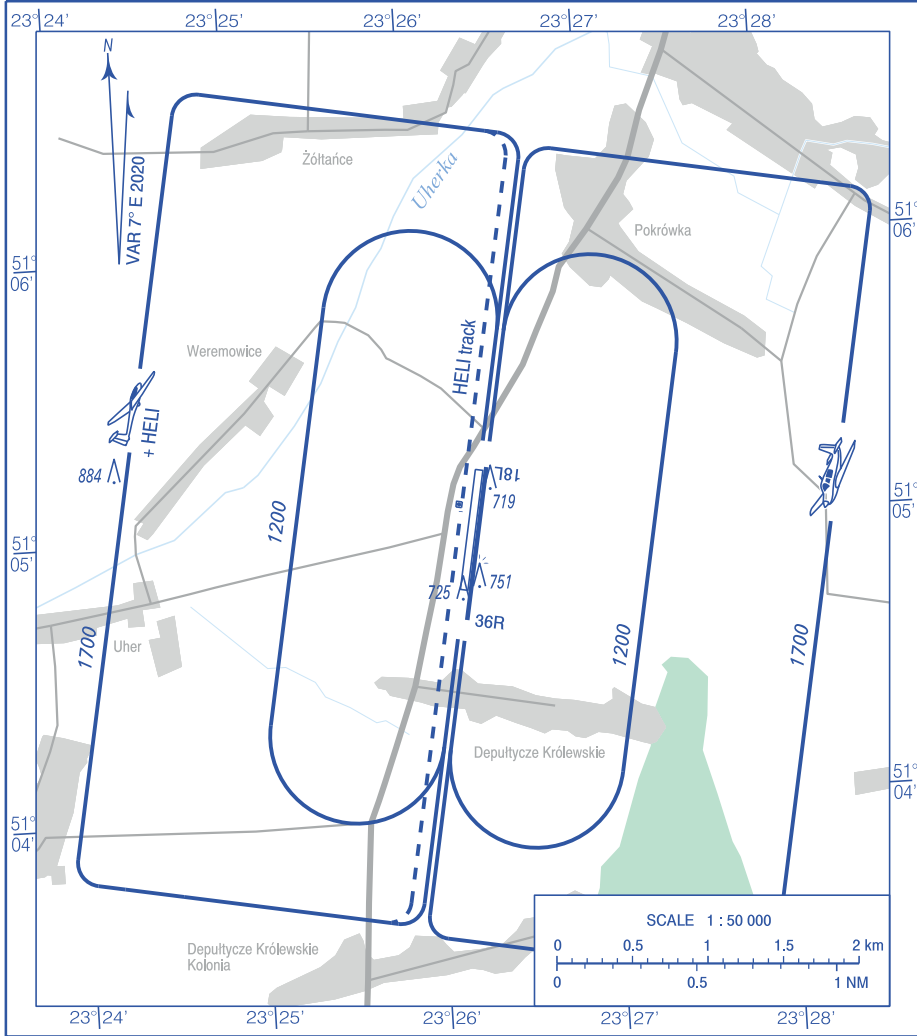 23°24' 23°25' 23°26' 23°27' 23°28'
N
VAR 7° E 2020
Żółtańce
Uherka
Pokrówka
51°
06'
51°
06'
Weremowice
HELI track
+ HELI
884
18L
719
1200
51°
05'
51°
05'
725
751
36R
1700
Uher
1200
1700
Depułtycze Królewskie
51°
04'
51°
04'
Depułtycze Królewskie
Kolonia
SCALE 1 : 50 000
0 0.5 1 1.5 2 km
0 0.5 1 NM
23°24' 23°25' 23°26' 23°27' 23°28'